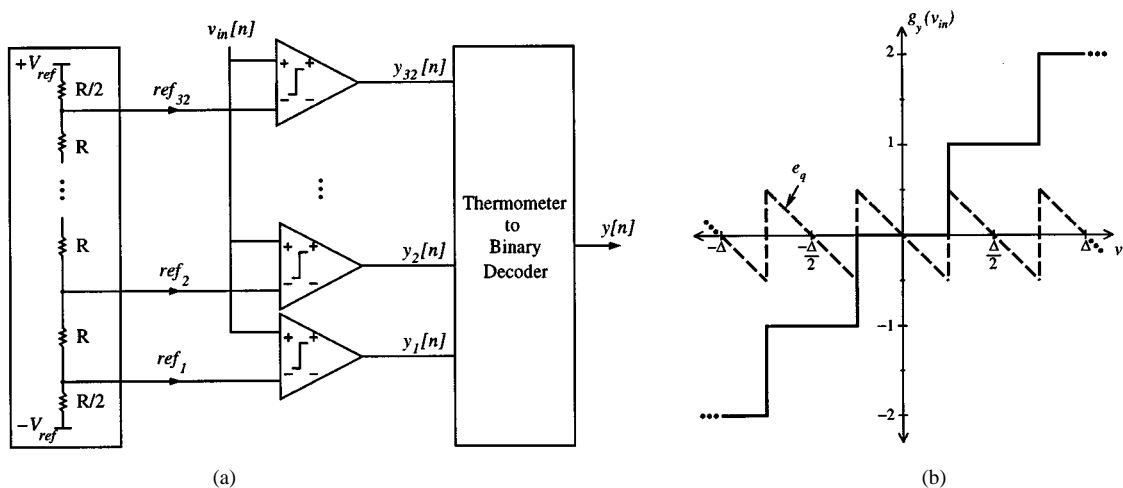 v_in[n]
+V_ref
R/2
R
R
R
R/2
−V_ref
ref_32
ref_2
ref_1
+ +
− −
+ +
− −
+ +
− −
y_32[n]
y_2[n]
y_1[n]
Thermometer
to
Binary
Decoder
y[n]
(a)
g_y(v_in)
2
1
e_q
−Δ
−Δ/2
Δ/2
Δ
v
−1
−2
(b)